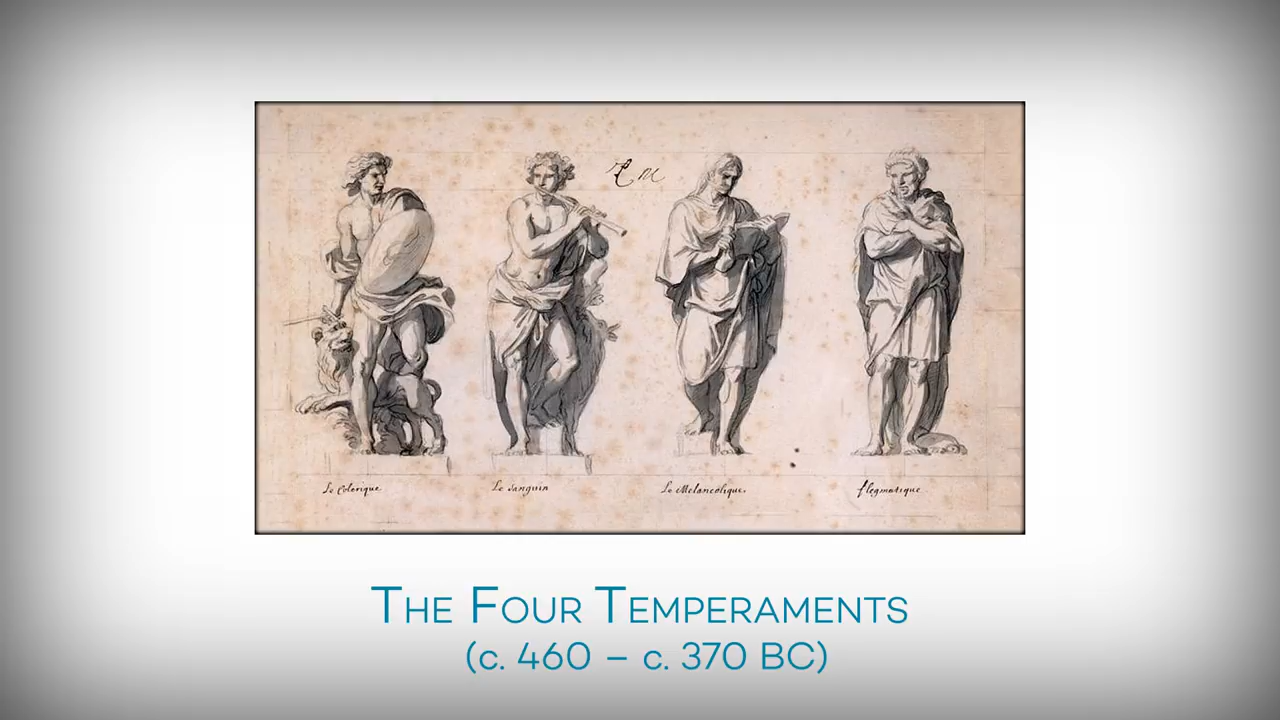 Le Colerique
Le Sanguin
Le Melancolique.
flegmatique
THE FOUR TEMPERAMENTS
(c. 460 – c. 370 BC)